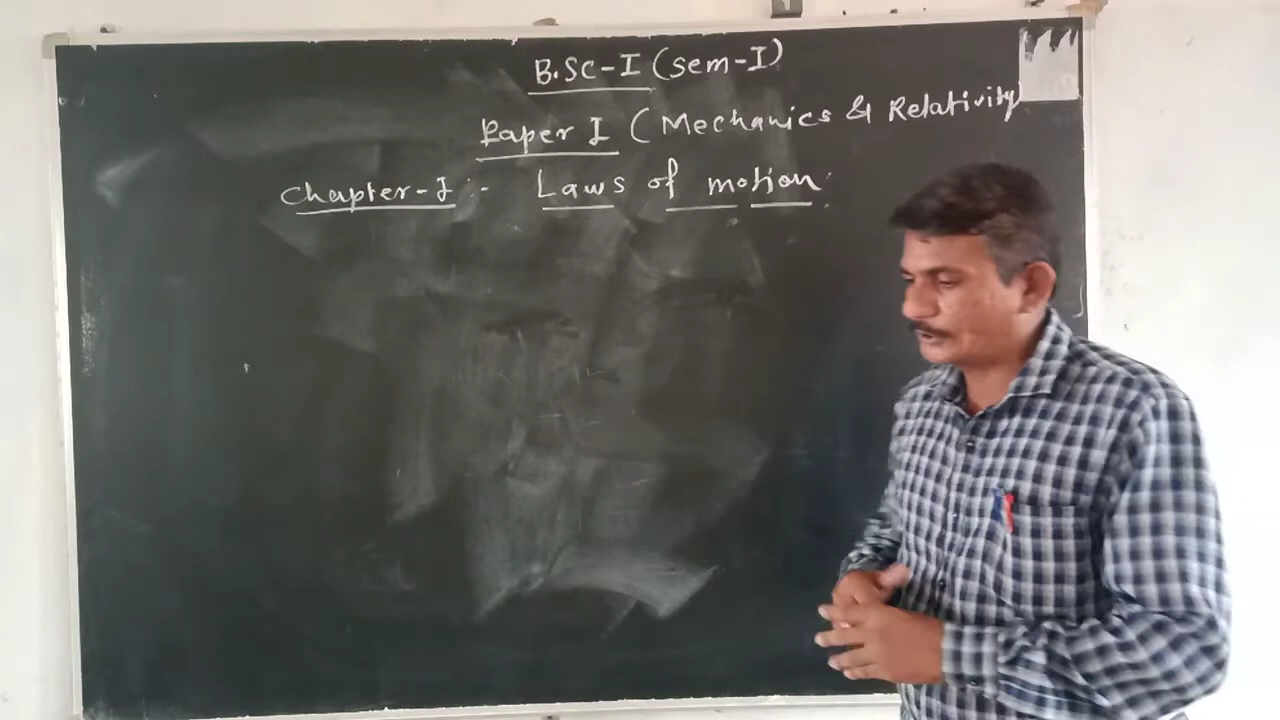 B.Sc-I (sem-I)
Paper I ( Mechanics & Relativity
Chapter-I :- Laws of motion: